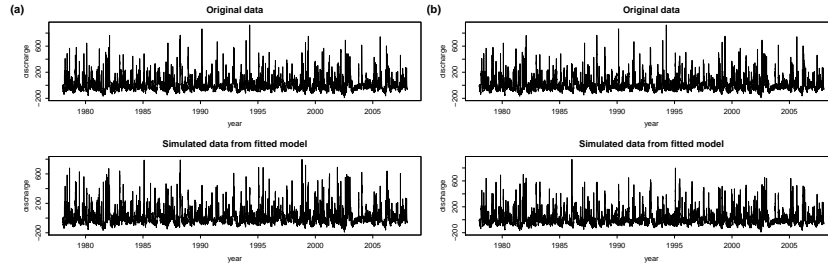 (a)
Original data
discharge
600
200
−200
1980 1985 1990 1995 2000 2005
year
Simulated data from fitted model
discharge
600
200
−200
1980 1985 1990 1995 2000 2005
year
(b)
Original data
discharge
600
200
−200
1980 1985 1990 1995 2000 2005
year
Simulated data from fitted model
discharge
600
200
−200
1980 1985 1990 1995 2000 2005
year